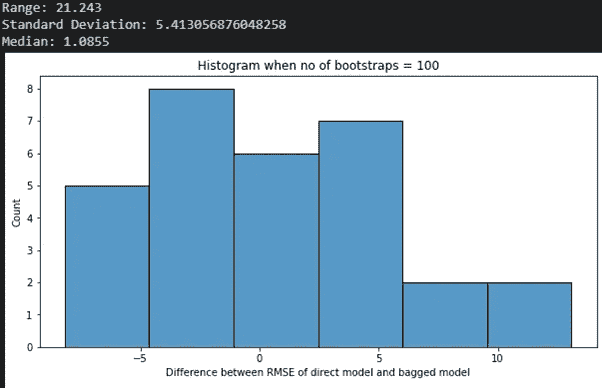 Range: 21.243
Standard Deviation: 5.413056876048258
Median: 1.0855
Histogram when no of bootstraps = 100
8
7
6
5
4
3
2
1
0
Count
−5
0
5
10
Difference between RMSE of direct model and bagged model